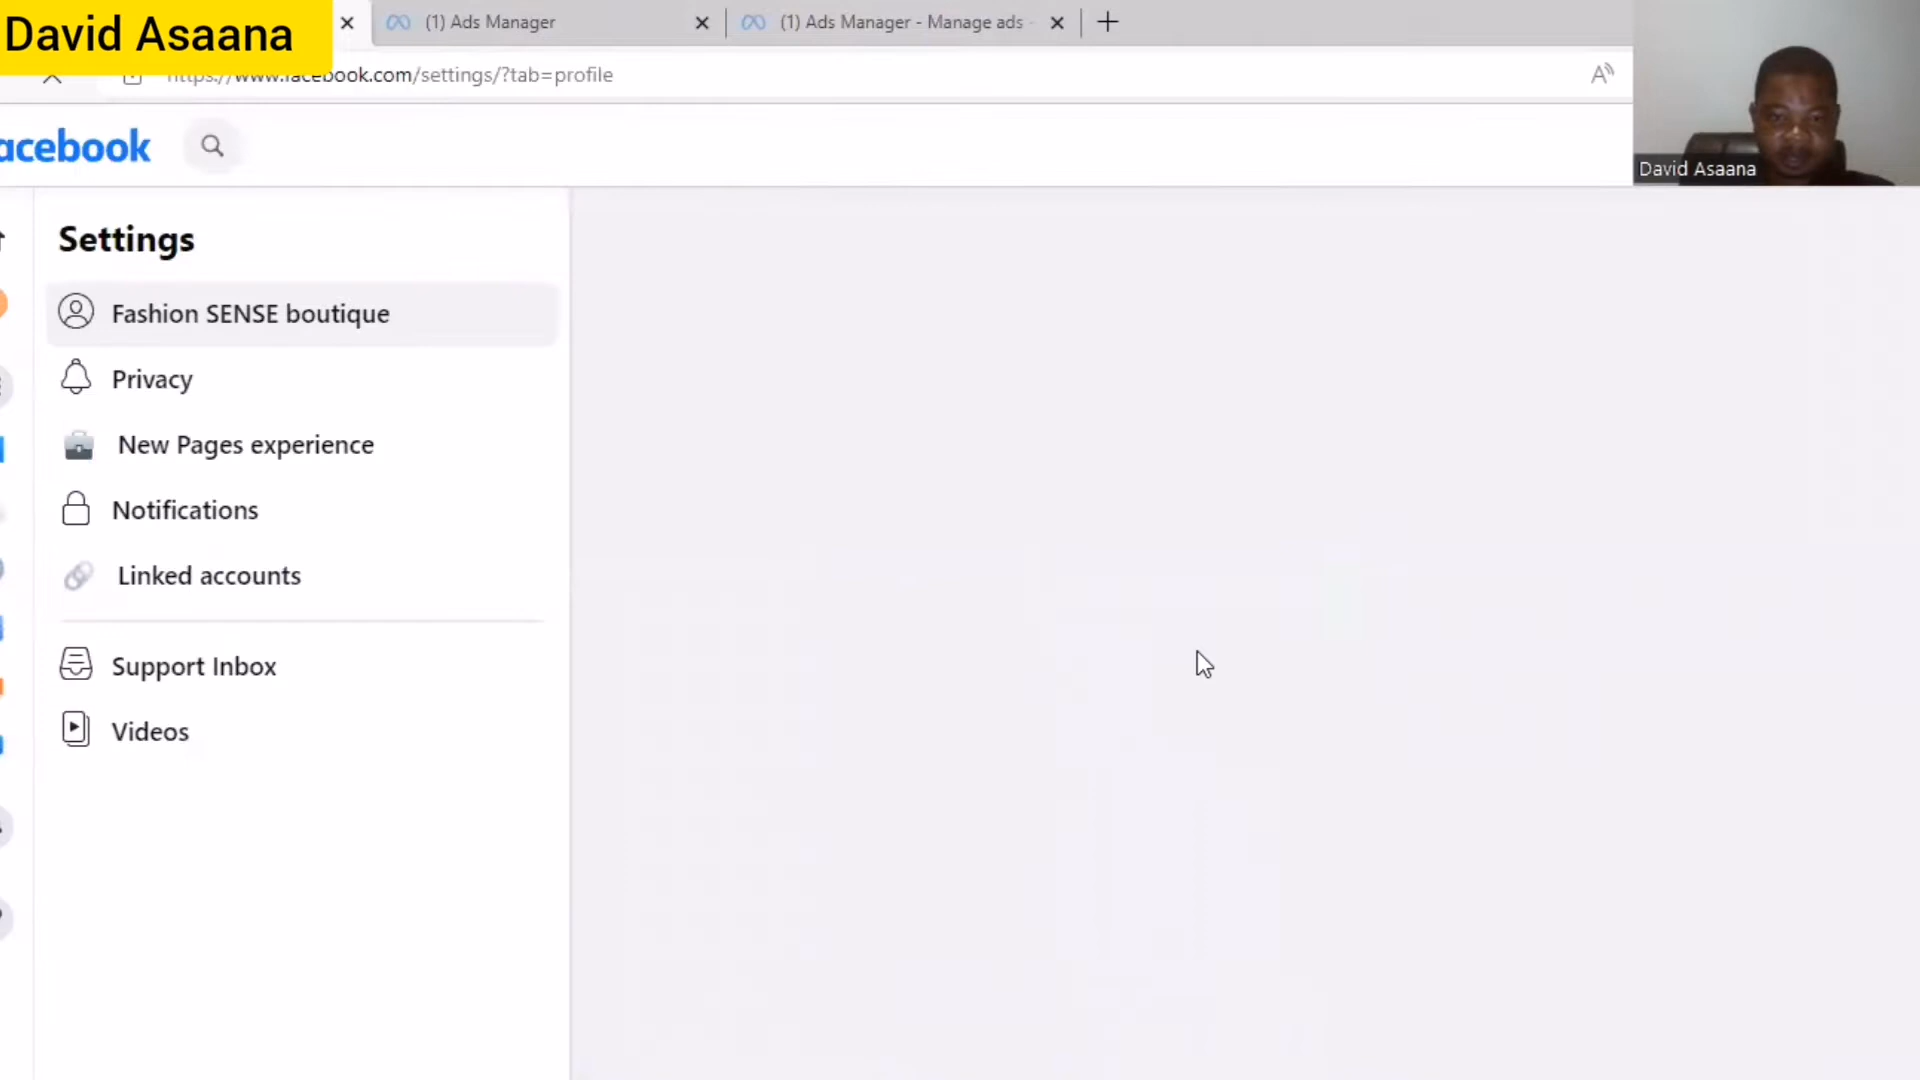 David Asaana
(1) Ads Manager
(1) Ads Manager - Manage ads -
https://www.facebook.com/settings/?tab=profile
acebook
David Asaana
Settings
Fashion SENSE boutique
Privacy
New Pages experience
Notifications
Linked accounts
Support Inbox
Videos